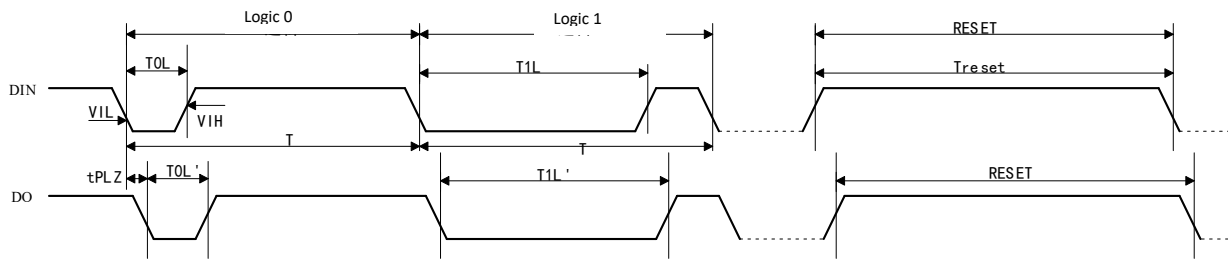 Logic 0 Logic 1
RESET
T0L T1L Treset
DIN
VIL VIH
T T
tPLZ T0L' T1L' RESET
DO